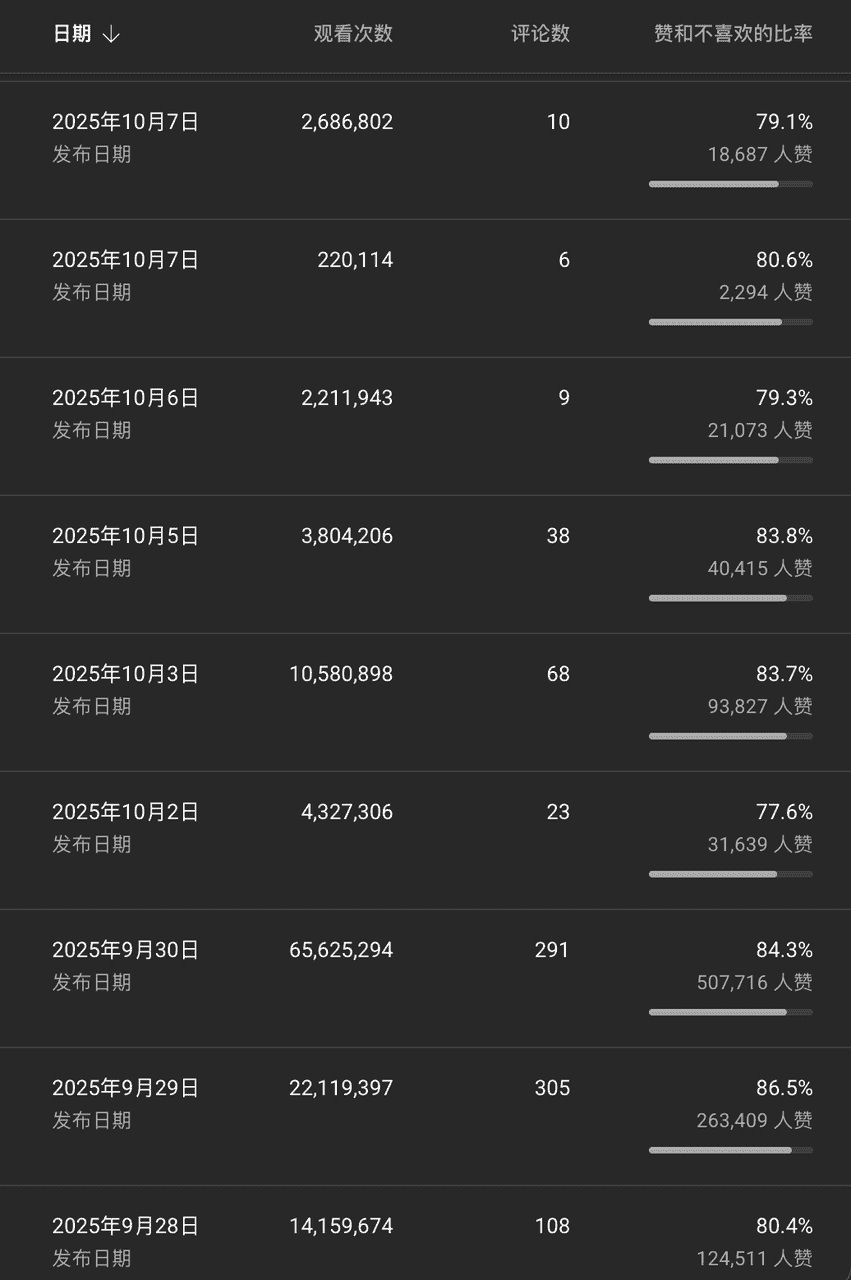 日期 ↓ 观看次数 评论数 赞和不喜欢的比率
2025年10月7日 2,686,802 10 79.1%
发布日期 18,687 人赞
2025年10月7日 220,114 6 80.6%
发布日期 2,294 人赞
2025年10月6日 2,211,943 9 79.3%
发布日期 21,073 人赞
2025年10月5日 3,804,206 38 83.8%
发布日期 40,415 人赞
2025年10月3日 10,580,898 68 83.7%
发布日期 93,827 人赞
2025年10月2日 4,327,306 23 77.6%
发布日期 31,639 人赞
2025年9月30日 65,625,294 291 84.3%
发布日期 507,716 人赞
2025年9月29日 22,119,397 305 86.5%
发布日期 263,409 人赞
2025年9月28日 14,159,674 108 80.4%
发布日期 124,511 人赞